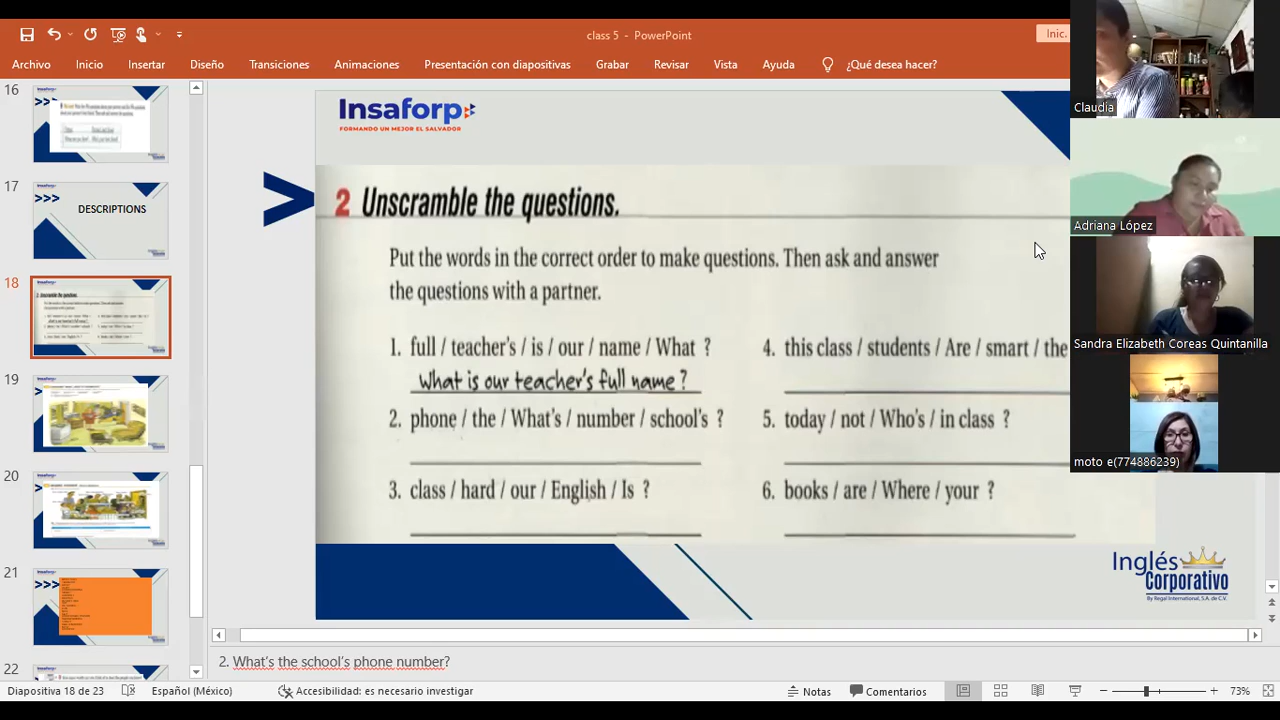 class 5 - PowerPoint
Inic.
Archivo Inicio Insertar Diseño Transiciones Animaciones Presentación con diapositivas Grabar Revisar Vista Ayuda ¿Qué desea hacer?
16
17
DESCRIPTIONS
18
19
20
21
22
Insaforp
FORMANDO UN MEJOR EL SALVADOR
2 Unscramble the questions.
Put the words in the correct order to make questions. Then ask and answer
the questions with a partner.
1. full / teacher's / is / our / name / What ?
What is our teacher's full name?
2. phone / the / What's / number / school's ?
3. class / hard / our / English / Is ?
4. this class / students / Are / smart / the
5. today / not / Who's / in class ?
6. books / are / Where / your ?
Inglés
Corporativo
By Regal International, S.A. de C.V.
Claudia
Adriana López
Sandra Elizabeth Coreas Quintanilla
moto e(774886239)
2. What's the school's phone number?
Diapositiva 18 de 23 Español (México) Accesibilidad: es necesario investigar Notas Comentarios 73%